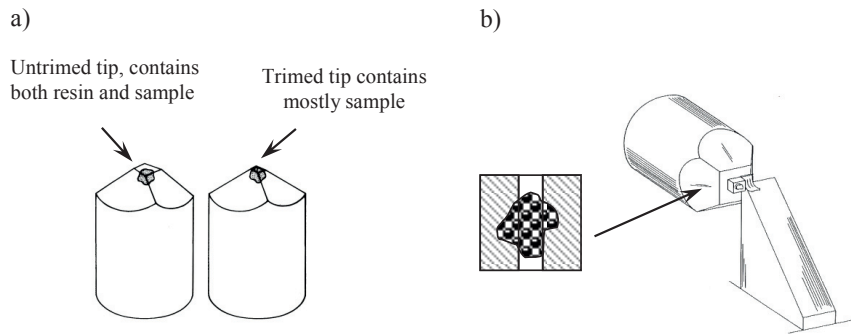 a)
Untrimed tip, contains
both resin and sample
Trimed tip contains
mostly sample
b)